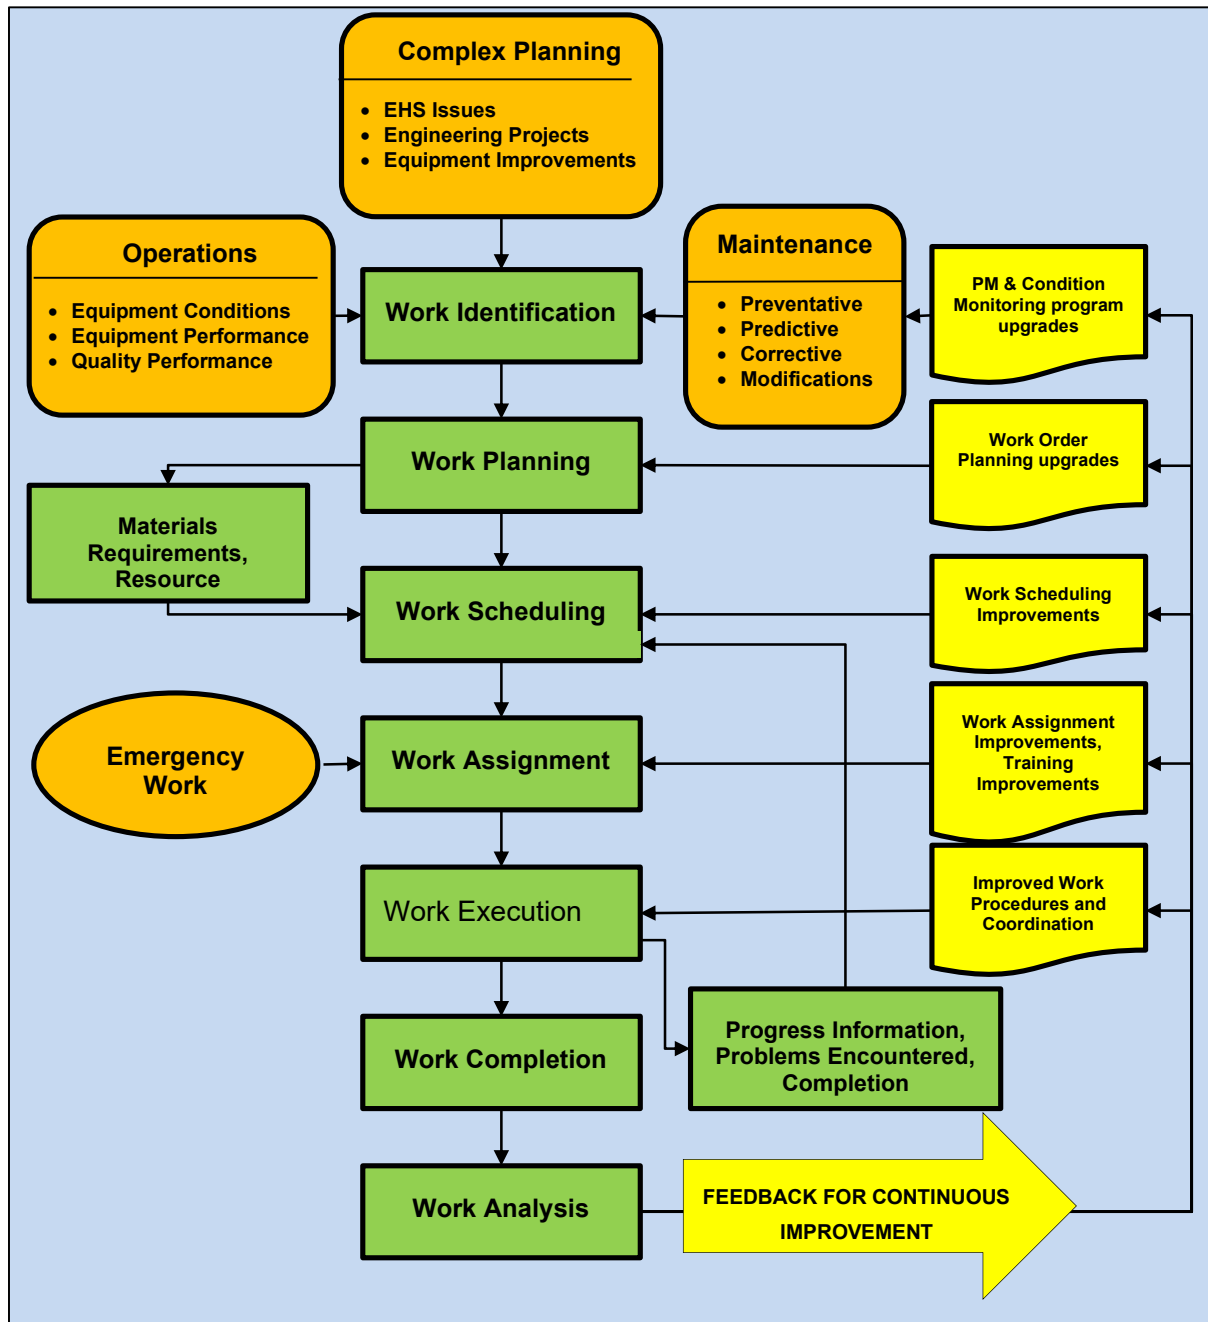 Complex Planning
• EHS Issues
• Engineering Projects
• Equipment Improvements
Operations
• Equipment Conditions
• Equipment Performance
• Quality Performance
Work Identification
Maintenance
• Preventative
• Predictive
• Corrective
• Modifications
PM & Condition
Monitoring program
upgrades
Work Planning
Work Order
Planning upgrades
Materials
Requirements,
Resource
Work Scheduling
Work Scheduling
Improvements
Emergency
Work
Work Assignment
Work Assignment
Improvements,
Training
Improvements
Work Execution
Improved Work
Procedures and
Coordination
Work Completion
Progress Information,
Problems Encountered,
Completion
Work Analysis
FEEDBACK FOR CONTINUOUS
IMPROVEMENT